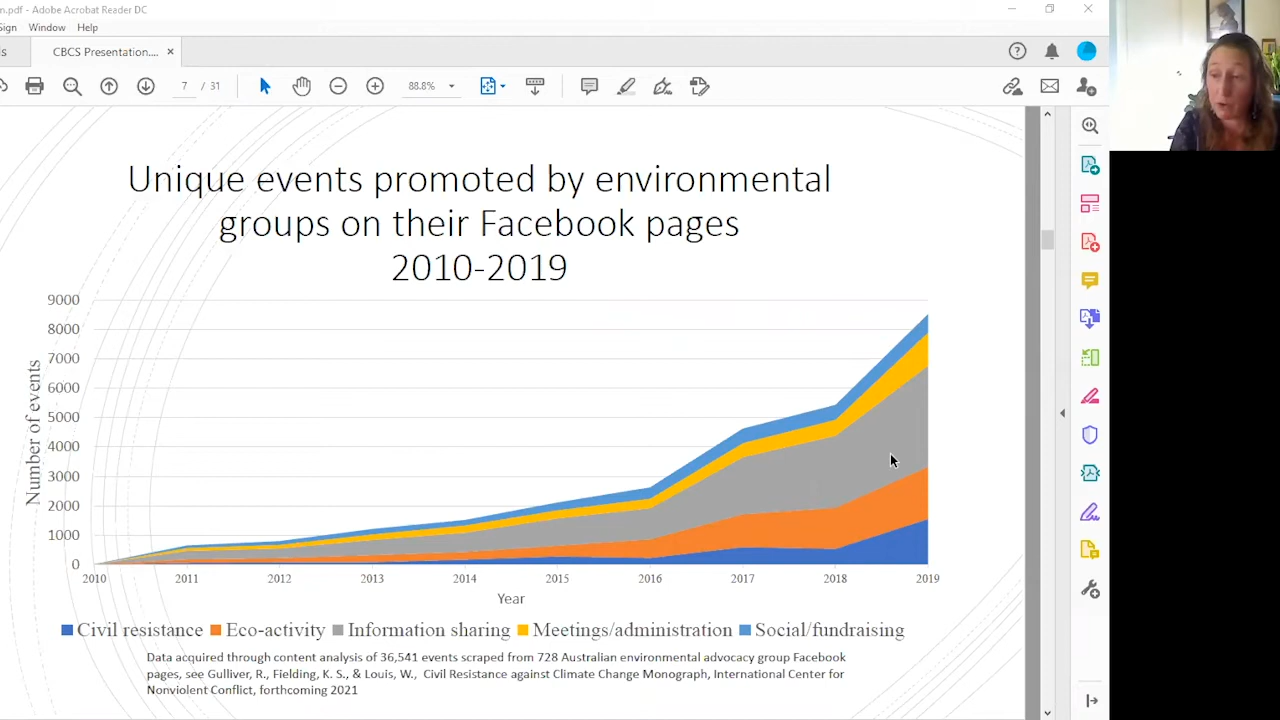 n.pdf - Adobe Acrobat Reader DC
Sign Window Help
ls CBCS Presentation.... ×
7 / 31 88.8%
Unique events promoted by environmental
groups on their Facebook pages
2010-2019
9000
8000
7000
6000
5000
4000
3000
2000
1000
0
Number of events
2010 2011 2012 2013 2014 2015 2016 2017 2018 2019
Year
Civil resistance Eco-activity Information sharing Meetings/administration Social/fundraising
Data acquired through content analysis of 36,541 events scraped from 728 Australian environmental advocacy group Facebook
pages, see Gulliver, R., Fielding, K. S., & Louis, W., Civil Resistance against Climate Change Monograph, International Center for
Nonviolent Conflict, forthcoming 2021